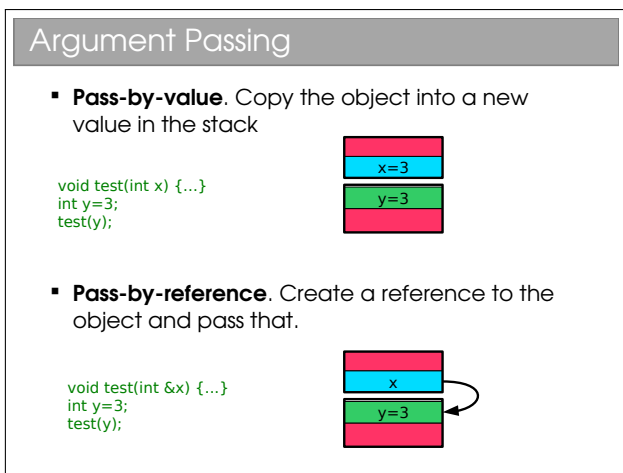 Argument Passing
▪ Pass-by-value. Copy the object into a new
value in the stack
x=3
y=3
void test(int x) {...}
int y=3;
test(y);
▪ Pass-by-reference. Create a reference to the
object and pass that.
x
y=3
void test(int &x) {...}
int y=3;
test(y);